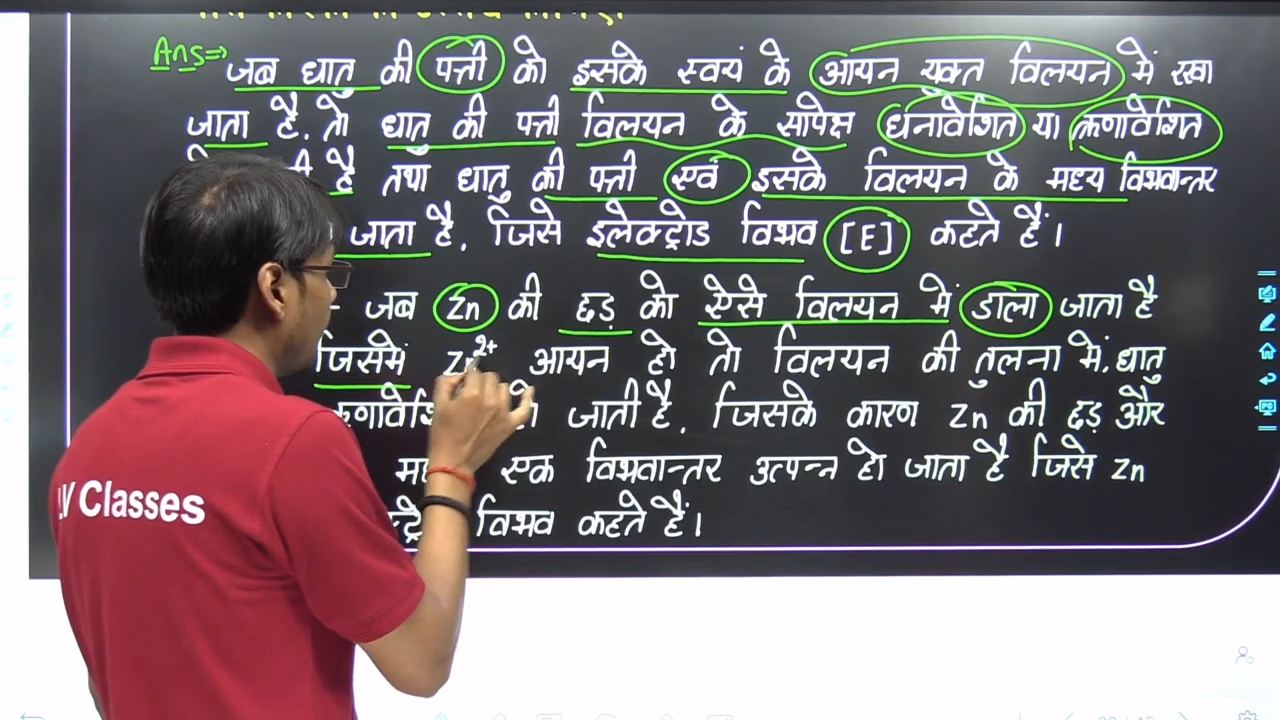 Ans⇒ जब धातु की पत्ती को इसके स्वयं के आयन युक्त विलयन में रखा
जाता है, तो धातु की पत्ती विलयन के सापेक्ष धनावेशित या ऋणावेशित
है तथा धातु की पत्ती एवं इसके विलयन के मध्य विभवान्तर
जाता है, जिसे इलेक्ट्रोड विभव [E] कहते हैं।
- जब Zn की छड़ को ऐसे विलयन में डाला जाता है
जिसमें Zn2+ आयन हो तो विलयन की तुलना में, धातु
जाती है, जिसके कारण Zn की छड़ और
एक विभवान्तर उत्पन्न हो जाता है जिसे Zn
विभव कहते हैं।
LV Classes